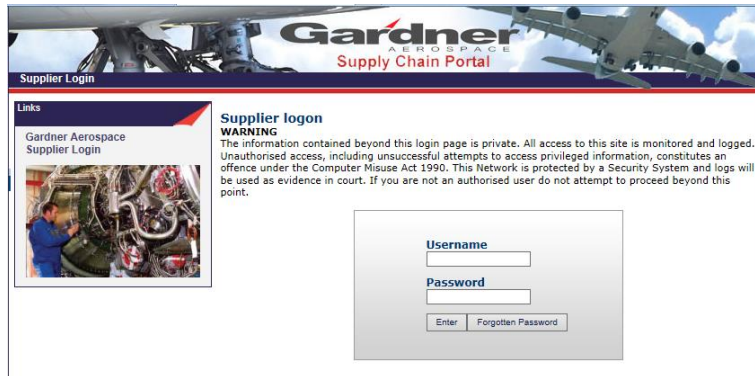 Gardner
AEROSPACE
Supply Chain Portal
Supplier Login
Links
Gardner Aerospace
Supplier Login
Supplier logon
WARNING
The information contained beyond this login page is private. All access to this site is monitored and logged.
Unauthorised access, including unsuccessful attempts to access privileged information, constitutes an
offence under the Computer Misuse Act 1990. This Network is protected by a Security System and logs will
be used as evidence in court. If you are not an authorised user do not attempt to proceed beyond this
point.
Username
Password
Enter Forgotten Password